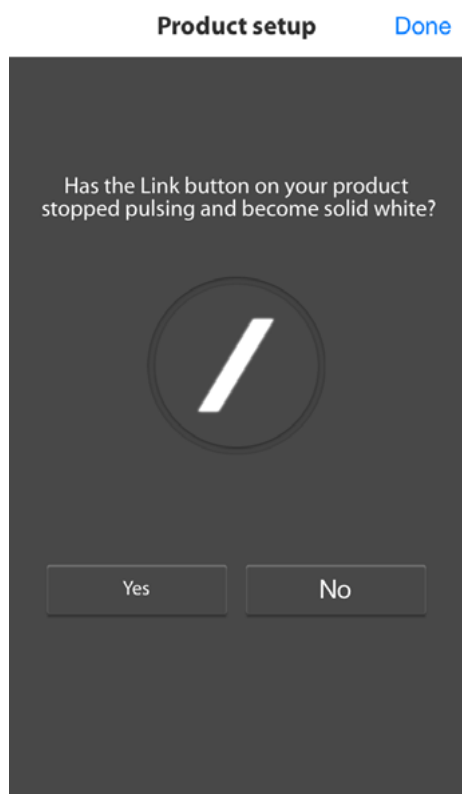 Product setup Done
Has the Link button on your product
stopped pulsing and become solid white?
Yes No